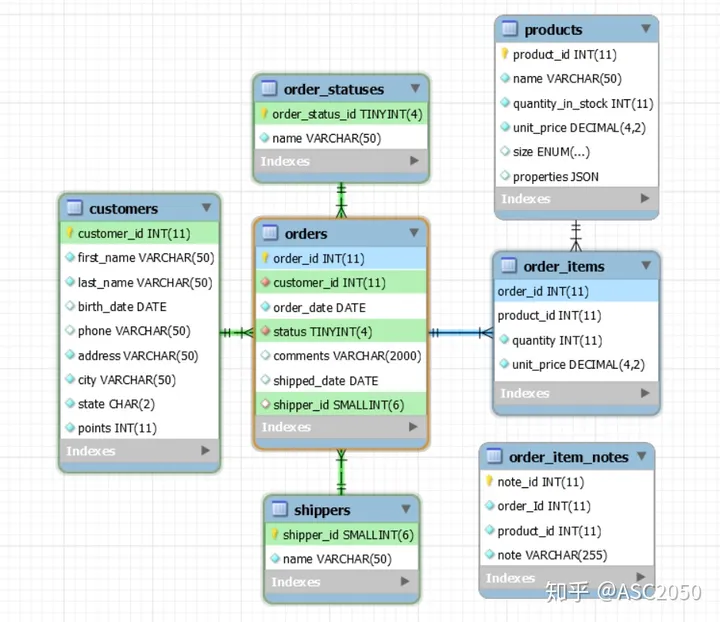 products
product_id INT(11)
name VARCHAR(50)
quantity_in_stock INT(11)
unit_price DECIMAL(4,2)
size ENUM(...)
properties JSON
Indexes
order_statuses
order_status_id TINYINT(4)
name VARCHAR(50)
Indexes
customers
customer_id INT(11)
first_name VARCHAR(50)
last_name VARCHAR(50)
birth_date DATE
phone VARCHAR(50)
address VARCHAR(50)
city VARCHAR(50)
state CHAR(2)
points INT(11)
Indexes
orders
order_id INT(11)
customer_id INT(11)
order_date DATE
status TINYINT(4)
comments VARCHAR(2000)
shipped_date DATE
shipper_id SMALLINT(6)
Indexes
order_items
order_id INT(11)
product_id INT(11)
quantity INT(11)
unit_price DECIMAL(4,2)
Indexes
shippers
shipper_id SMALLINT(6)
name VARCHAR(50)
Indexes
order_item_notes
note_id INT(11)
order_Id INT(11)
product_id INT(11)
note VARCHAR(255)
Indexes
知乎 @ASC2050